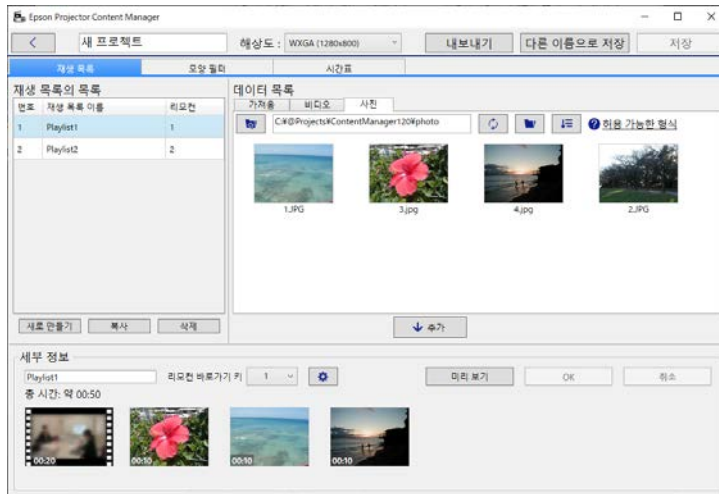 Epson Projector Content Manager
새 프로젝트 해상도 : WXGA (1280x800) 내보내기 다른 이름으로 저장 저장
재생 목록 모양 필터 시간표
재생 목록의 목록
번호 재생 목록 이름 리모컨
1 Playlist1 1
2 Playlist2 2
새로 만들기 복사 삭제
데이터 목록
가져옴 비디오 사진
C:¥@Projects¥ContentManager120¥photo 허용 가능한 형식
1.JPG 3.jpg 4.jpg 2.JPG
추가
세부 정보
Playlist1 리모컨 바로가기 키 1 미리 보기 OK 취소
총 시간: 약 00:50
00:20 00:10 00:10 00:10